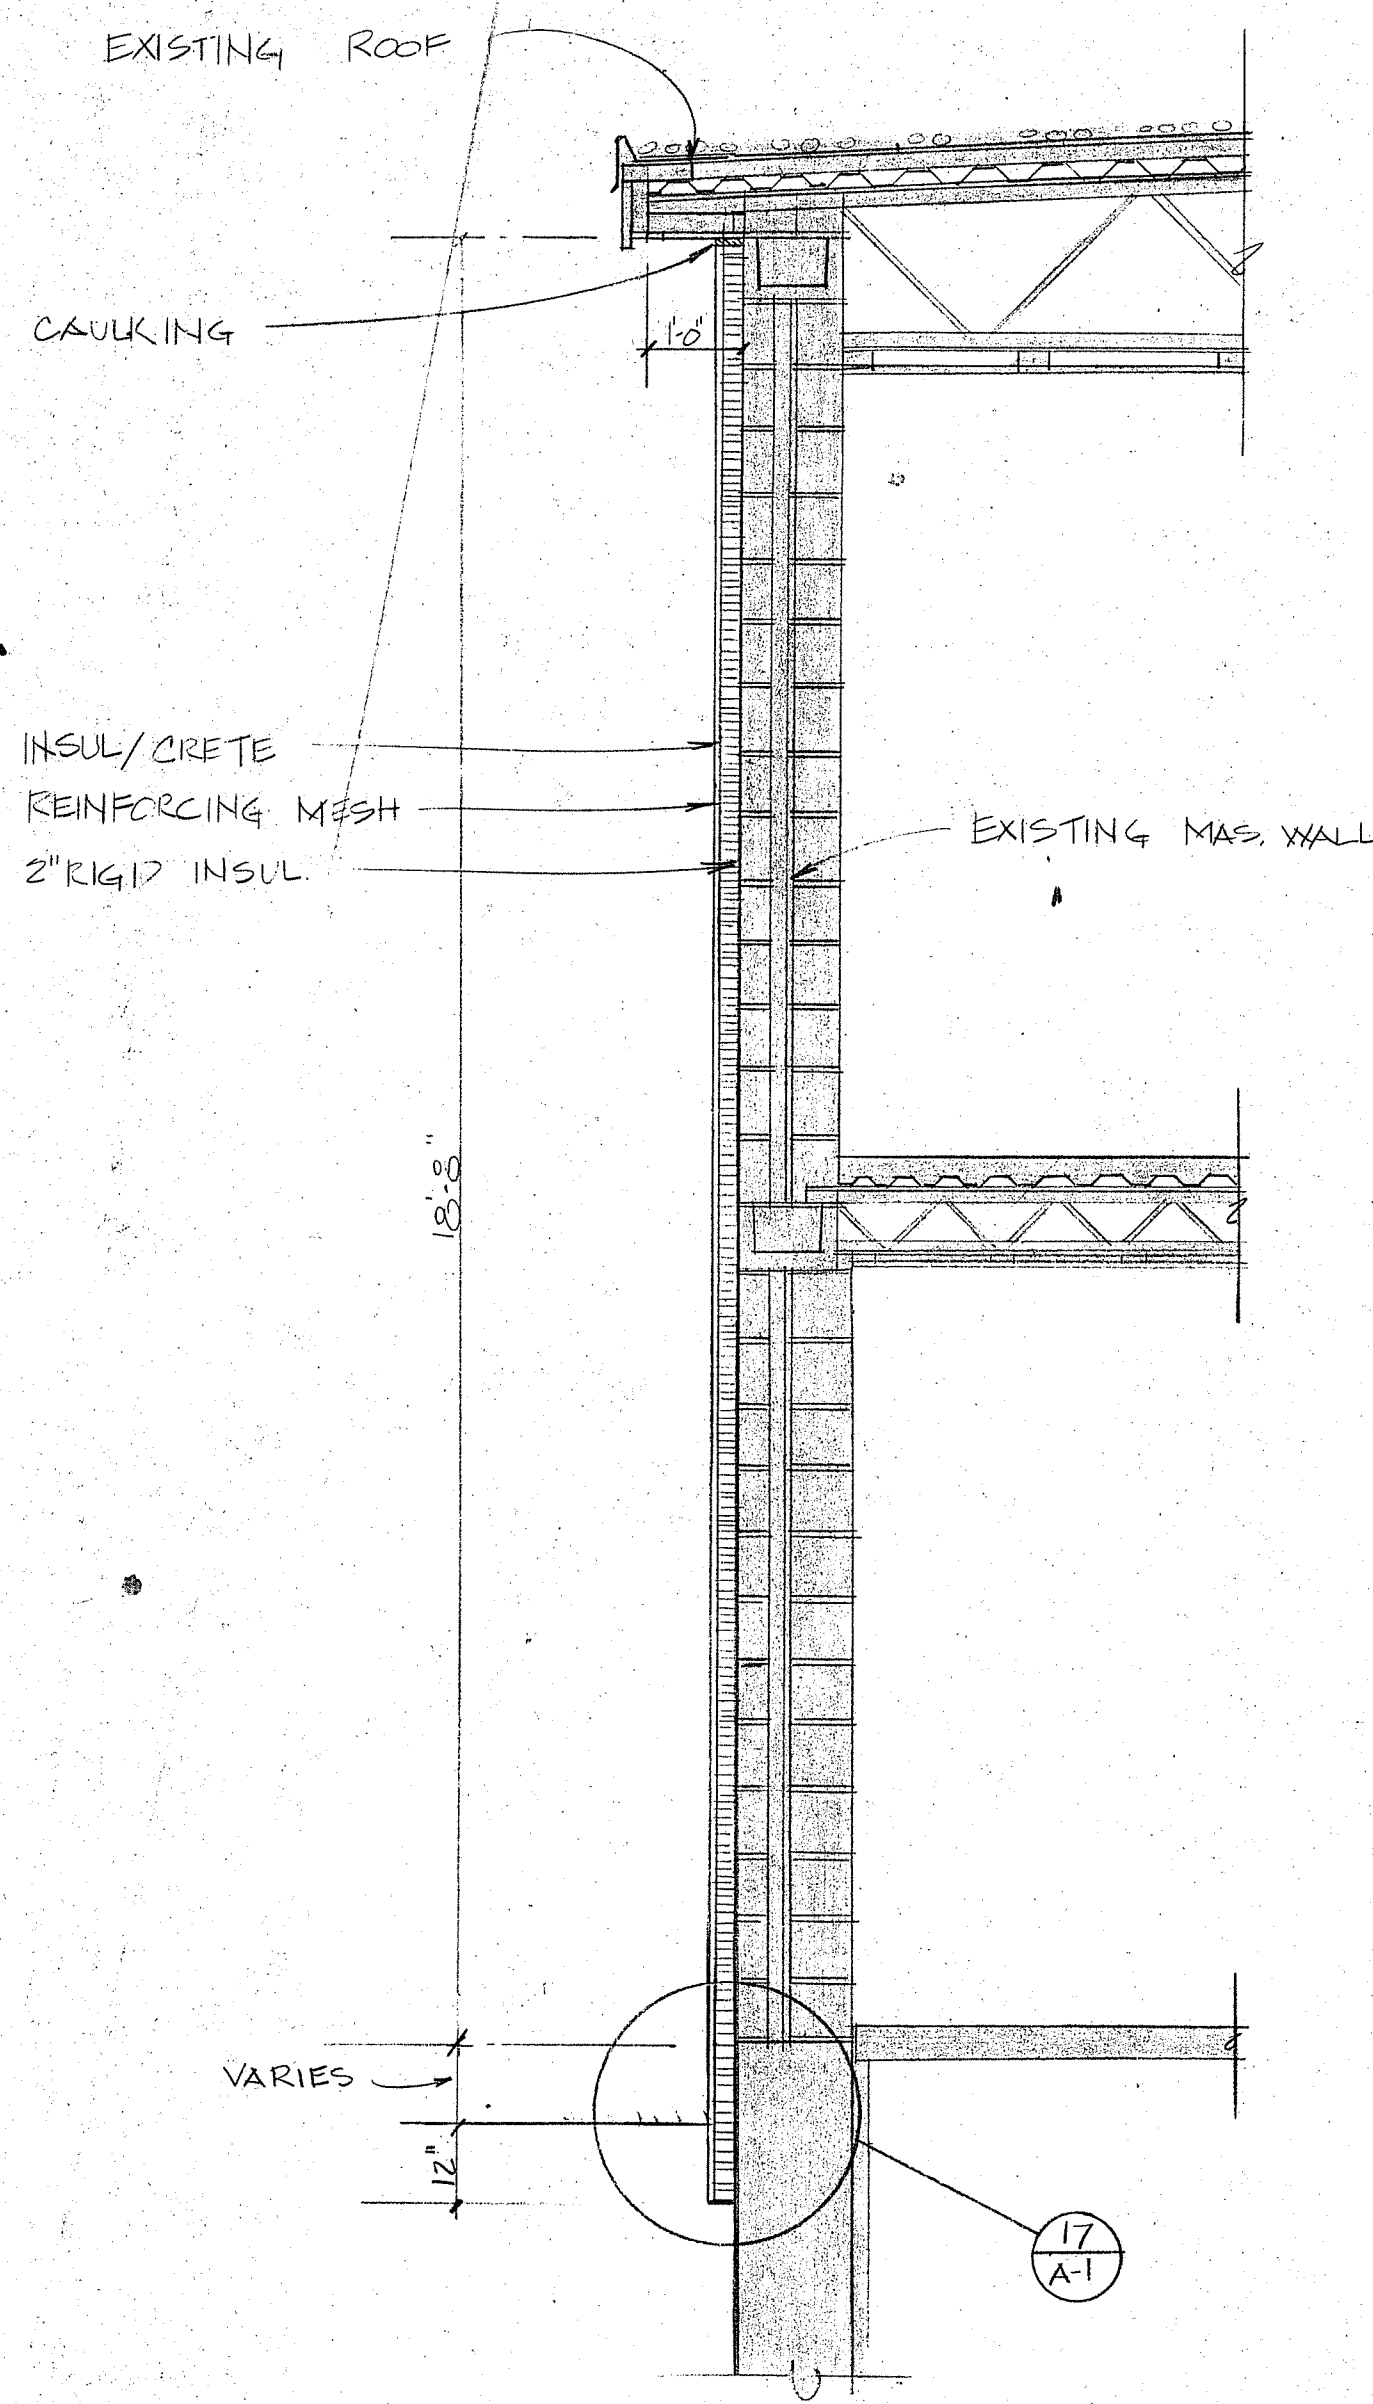 EXISTING ROOF
CAULKING
1'-0"
INSUL/CRETE
REINFORCING MESH
2" RIGID INSUL.
EXISTING MAS. WALL
18'-8"
VARIES
12"
17
A-1